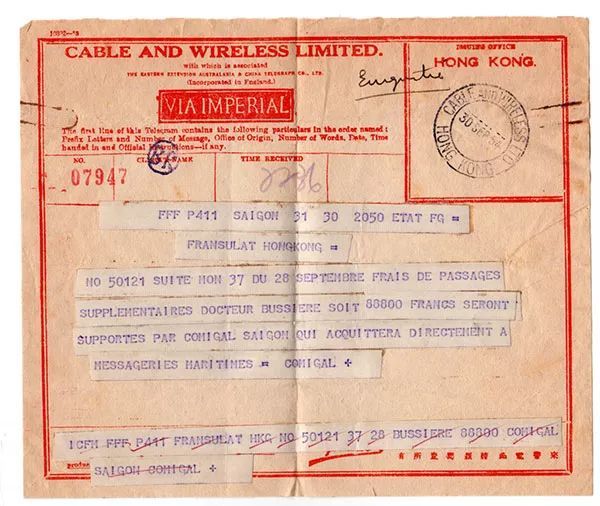 CABLE AND WIRELESS LIMITED.
with which is associated
THE EASTERN EXTENSION AUSTRALASIA & CHINA TELEGRAPH CO., LTD.
(Incorporated in England.)
VIA IMPERIAL
ISSUING OFFICE
HONG KONG.
CABLE AND WIRELESS LTD
30 SEP
HONG KONG
The first line of this Telegram contains the following particulars in the order named :
Prefix Letters and Number of Message, Office of Origin, Number of Words, Date, Time
handed in and Official Instructions—if any.
NO. CLERK'S NAME TIME RECEIVED
07947
FFF P411 SAIGON 31 30 2050 ETAT FG =
FRANSULAT HONGKONG =
NO 50121 SUITE MON 37 DU 28 SEPTEMBRE FRAIS DE PASSAGES
SUPPLEMENTAIRES DOCTEUR BUSSIERE SOIT 88800 FRANCS SERONT
SUPPORTES PAR COMIGAL SAIGON QUI ACQUITTERA DIRECTEMENT A
MESSAGERIES MARITIMES = COMIGAL +
ICFM FFF P411 FRANSULAT HKG NO 50121 37 28 BUSSIERE 88800 COMIGAL
SAIGON COMIGAL +